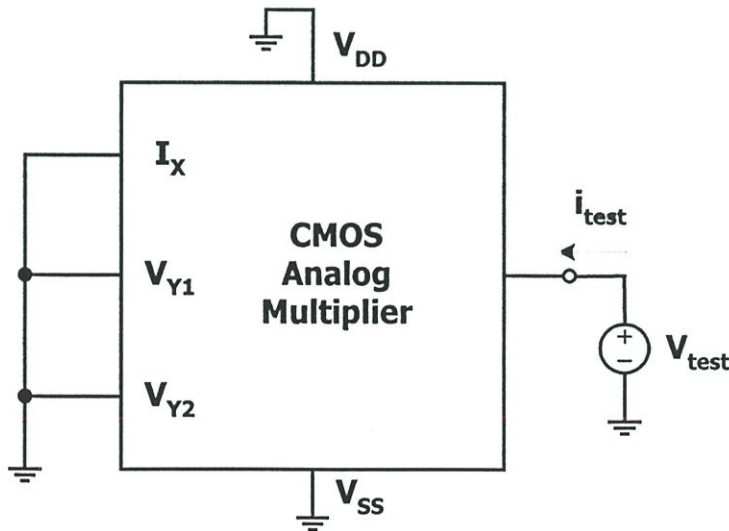 V_DD
I_X
i_test
CMOS
Analog
Multiplier
V_Y1
+
−
V_test
V_Y2
V_SS